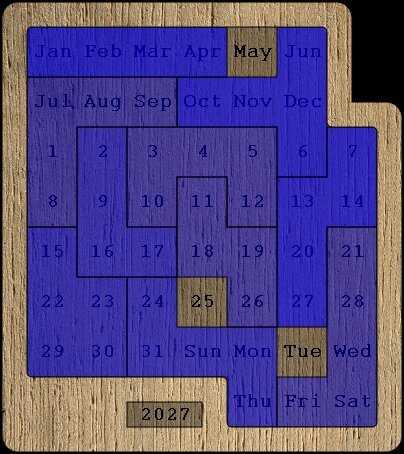 Jan Feb Mar Apr May Jun
Jul Aug Sep Oct Nov Dec
1 2 3 4 5 6 7
8 9 10 11 12 13 14
15 16 17 18 19 20 21
22 23 24 25 26 27 28
29 30 31 Sun Mon Tue Wed
2027 Thu Fri Sat